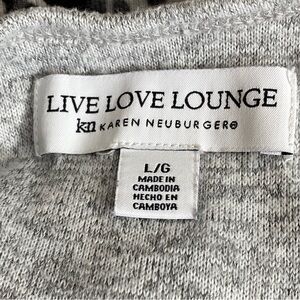 LIVE LOVE LOUNGE
kn KAREN NEUBURGER®
L/G
MADE IN
CAMBODIA
HECHO EN
CAMBOYA